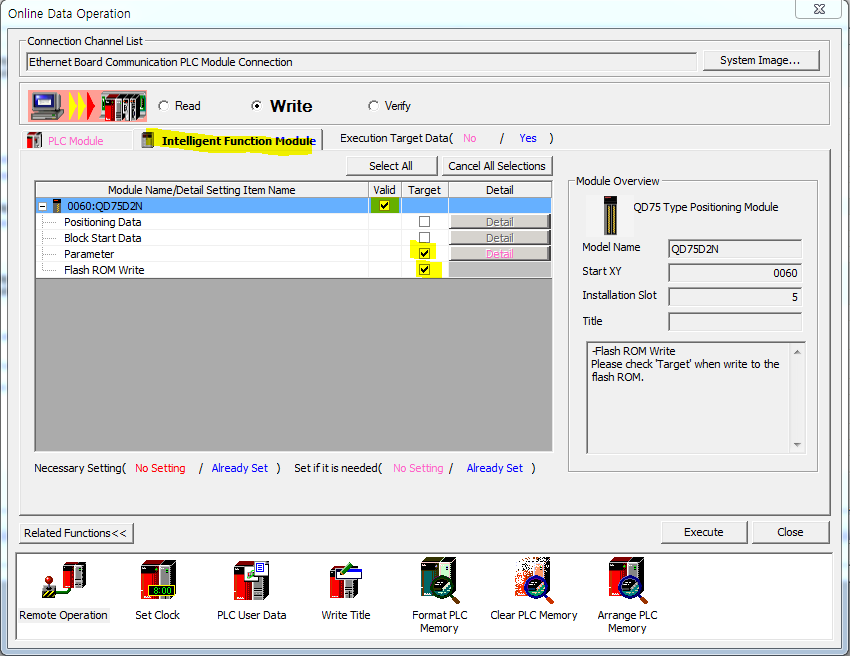 Online Data Operation
Connection Channel List
Ethernet Board Communication PLC Module Connection
System Image...
Read
Write
Verify
PLC Module
Intelligent Function Module
Execution Target Data( No / Yes )
Select All
Cancel All Selections
Module Name/Detail Setting Item Name Valid Target Detail
0060:QD75D2N
Positioning Data Detail
Block Start Data Detail
Parameter Detail
Flash ROM Write
Module Overview
QD75 Type Positioning Module
Model Name QD75D2N
Start XY 0060
Installation Slot 5
Title
-Flash ROM Write
Please check 'Target' when write to the
flash ROM.
Necessary Setting( No Setting / Already Set ) Set if it is needed( No Setting / Already Set )
Related Functions<<
Execute
Close
Remote Operation
Set Clock
8:00
PLC User Data
Write Title
Format PLC
Memory
Clear PLC Memory
Arrange PLC
Memory